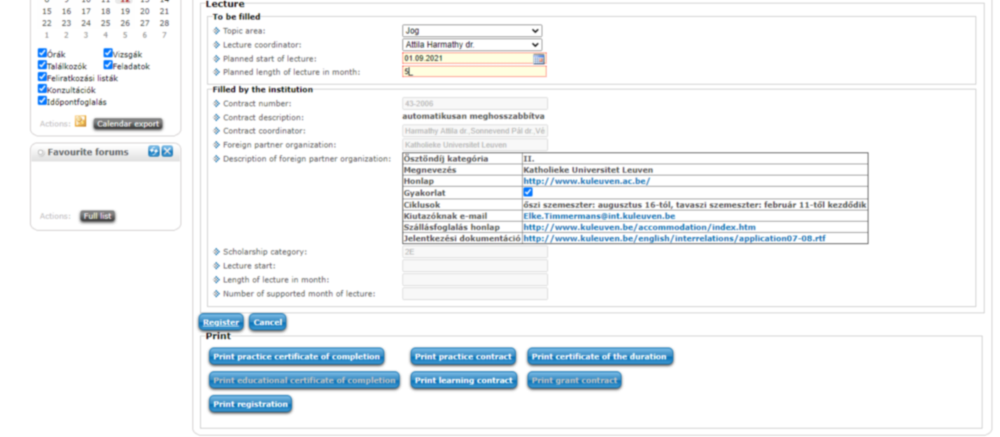 15 16 17 18 19 20 21
22 23 24 25 26 27 28
1 2 3 4 5 6 7
Órák Vizsgák
Találkozók Feladatok
Feliratkozási listák
Konzultációk
Időpontfoglalás
Actions: Calendar export
Favourite forums
Actions: Full list
Lecture
To be filled
Topic area: Jog
Lecture coordinator: Attila Harmathy dr.
Planned start of lecture: 01.09.2021
Planned length of lecture in month: 5
Filled by the institution
Contract number: 43-2006
Contract description: automatikusan meghosszabbítva
Contract coordinator: Harmathy Attila dr.,Sonnevend Pál dr.,Vé
Foreign partner organization: Katholieke Universitet Leuven
Description of foreign partner organization: Ösztöndíj kategória II.
Megnevezés Katholieke Universitet Leuven
Honlap http://www.kuleuven.ac.be/
Gyakorlat
Ciklusok őszi szemeszter: augusztus 16-tól, tavaszi szemeszter: február 11-től kezdődik
Kiutazóknak e-mail Elke.Timmermans@int.kuleuven.be
Szállásfoglalás honlap http://www.kuleuven.be/accommodation/index.htm
Jelentkezési dokumentáció http://www.kuleuven.be/english/interrelations/application07-08.rtf
Scholarship category: 2E
Lecture start:
Length of lecture in month:
Number of supported month of lecture:
Register Cancel
Print
Print practice certificate of completion Print practice contract Print certificate of the duration
Print educational certificate of completion Print learning contract Print grant contract
Print registration